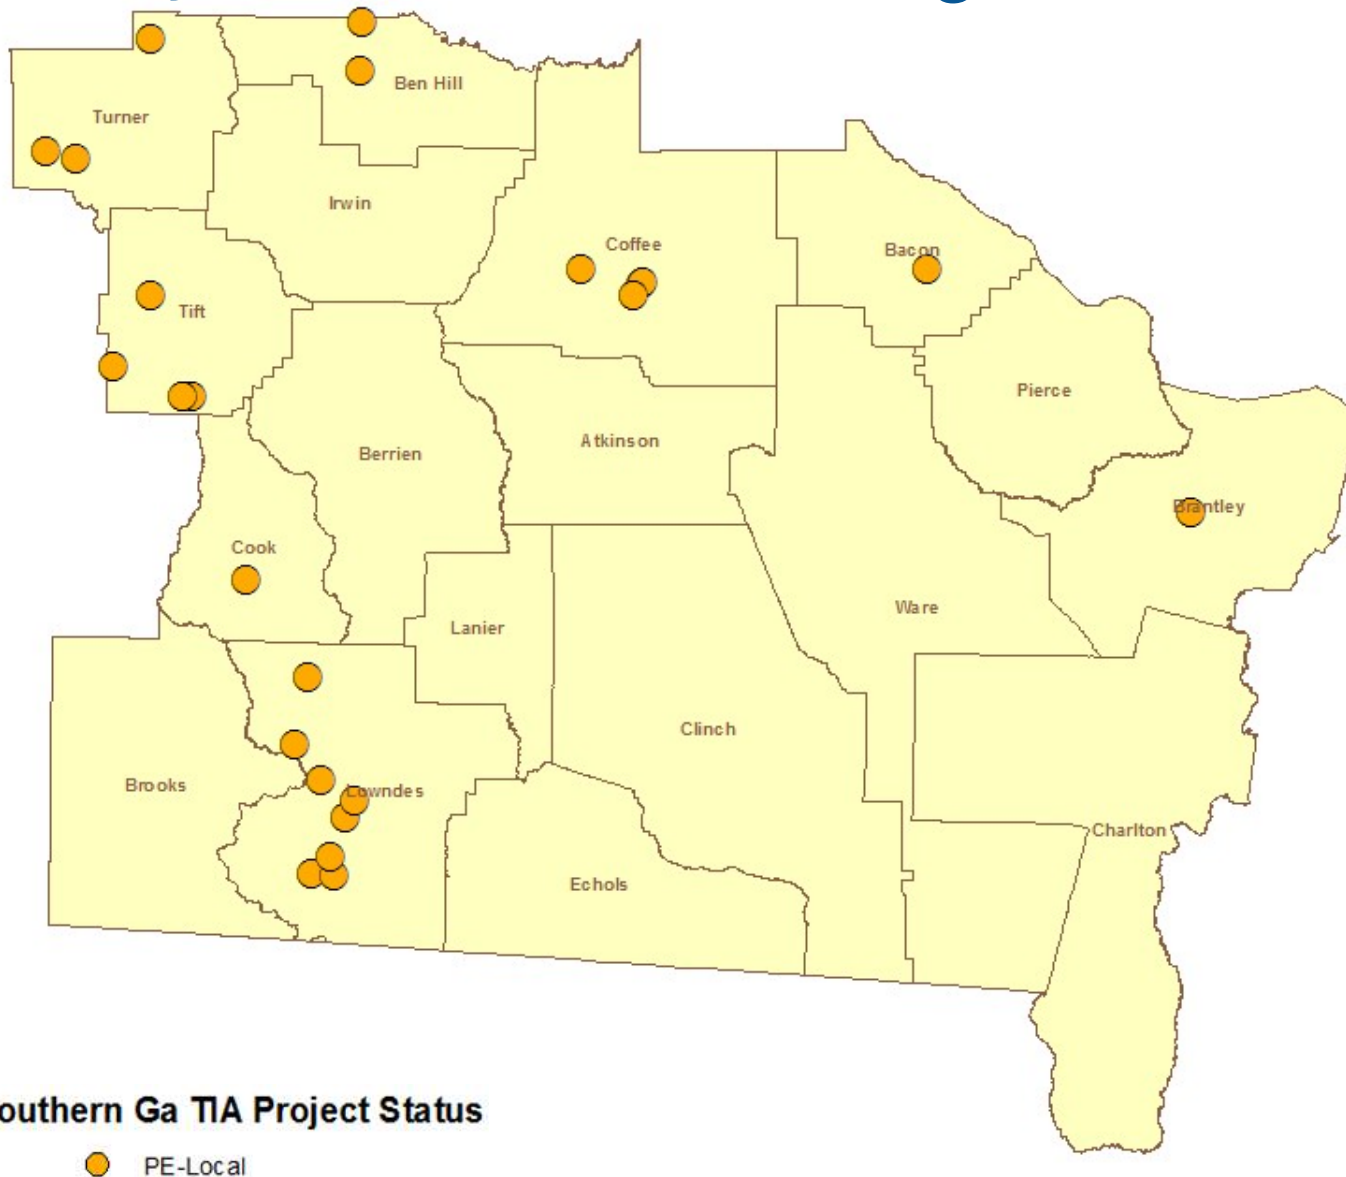 Ben Hill
Turner
Irwin
Coffee
Bacon
Tift
Pierce
Atkinson
Berrien
Brantley
Cook
Ware
Lanier
Clinch
Brooks
Lowndes
Charlton
Echols
outhern Ga TIA Project Status
PE-Local